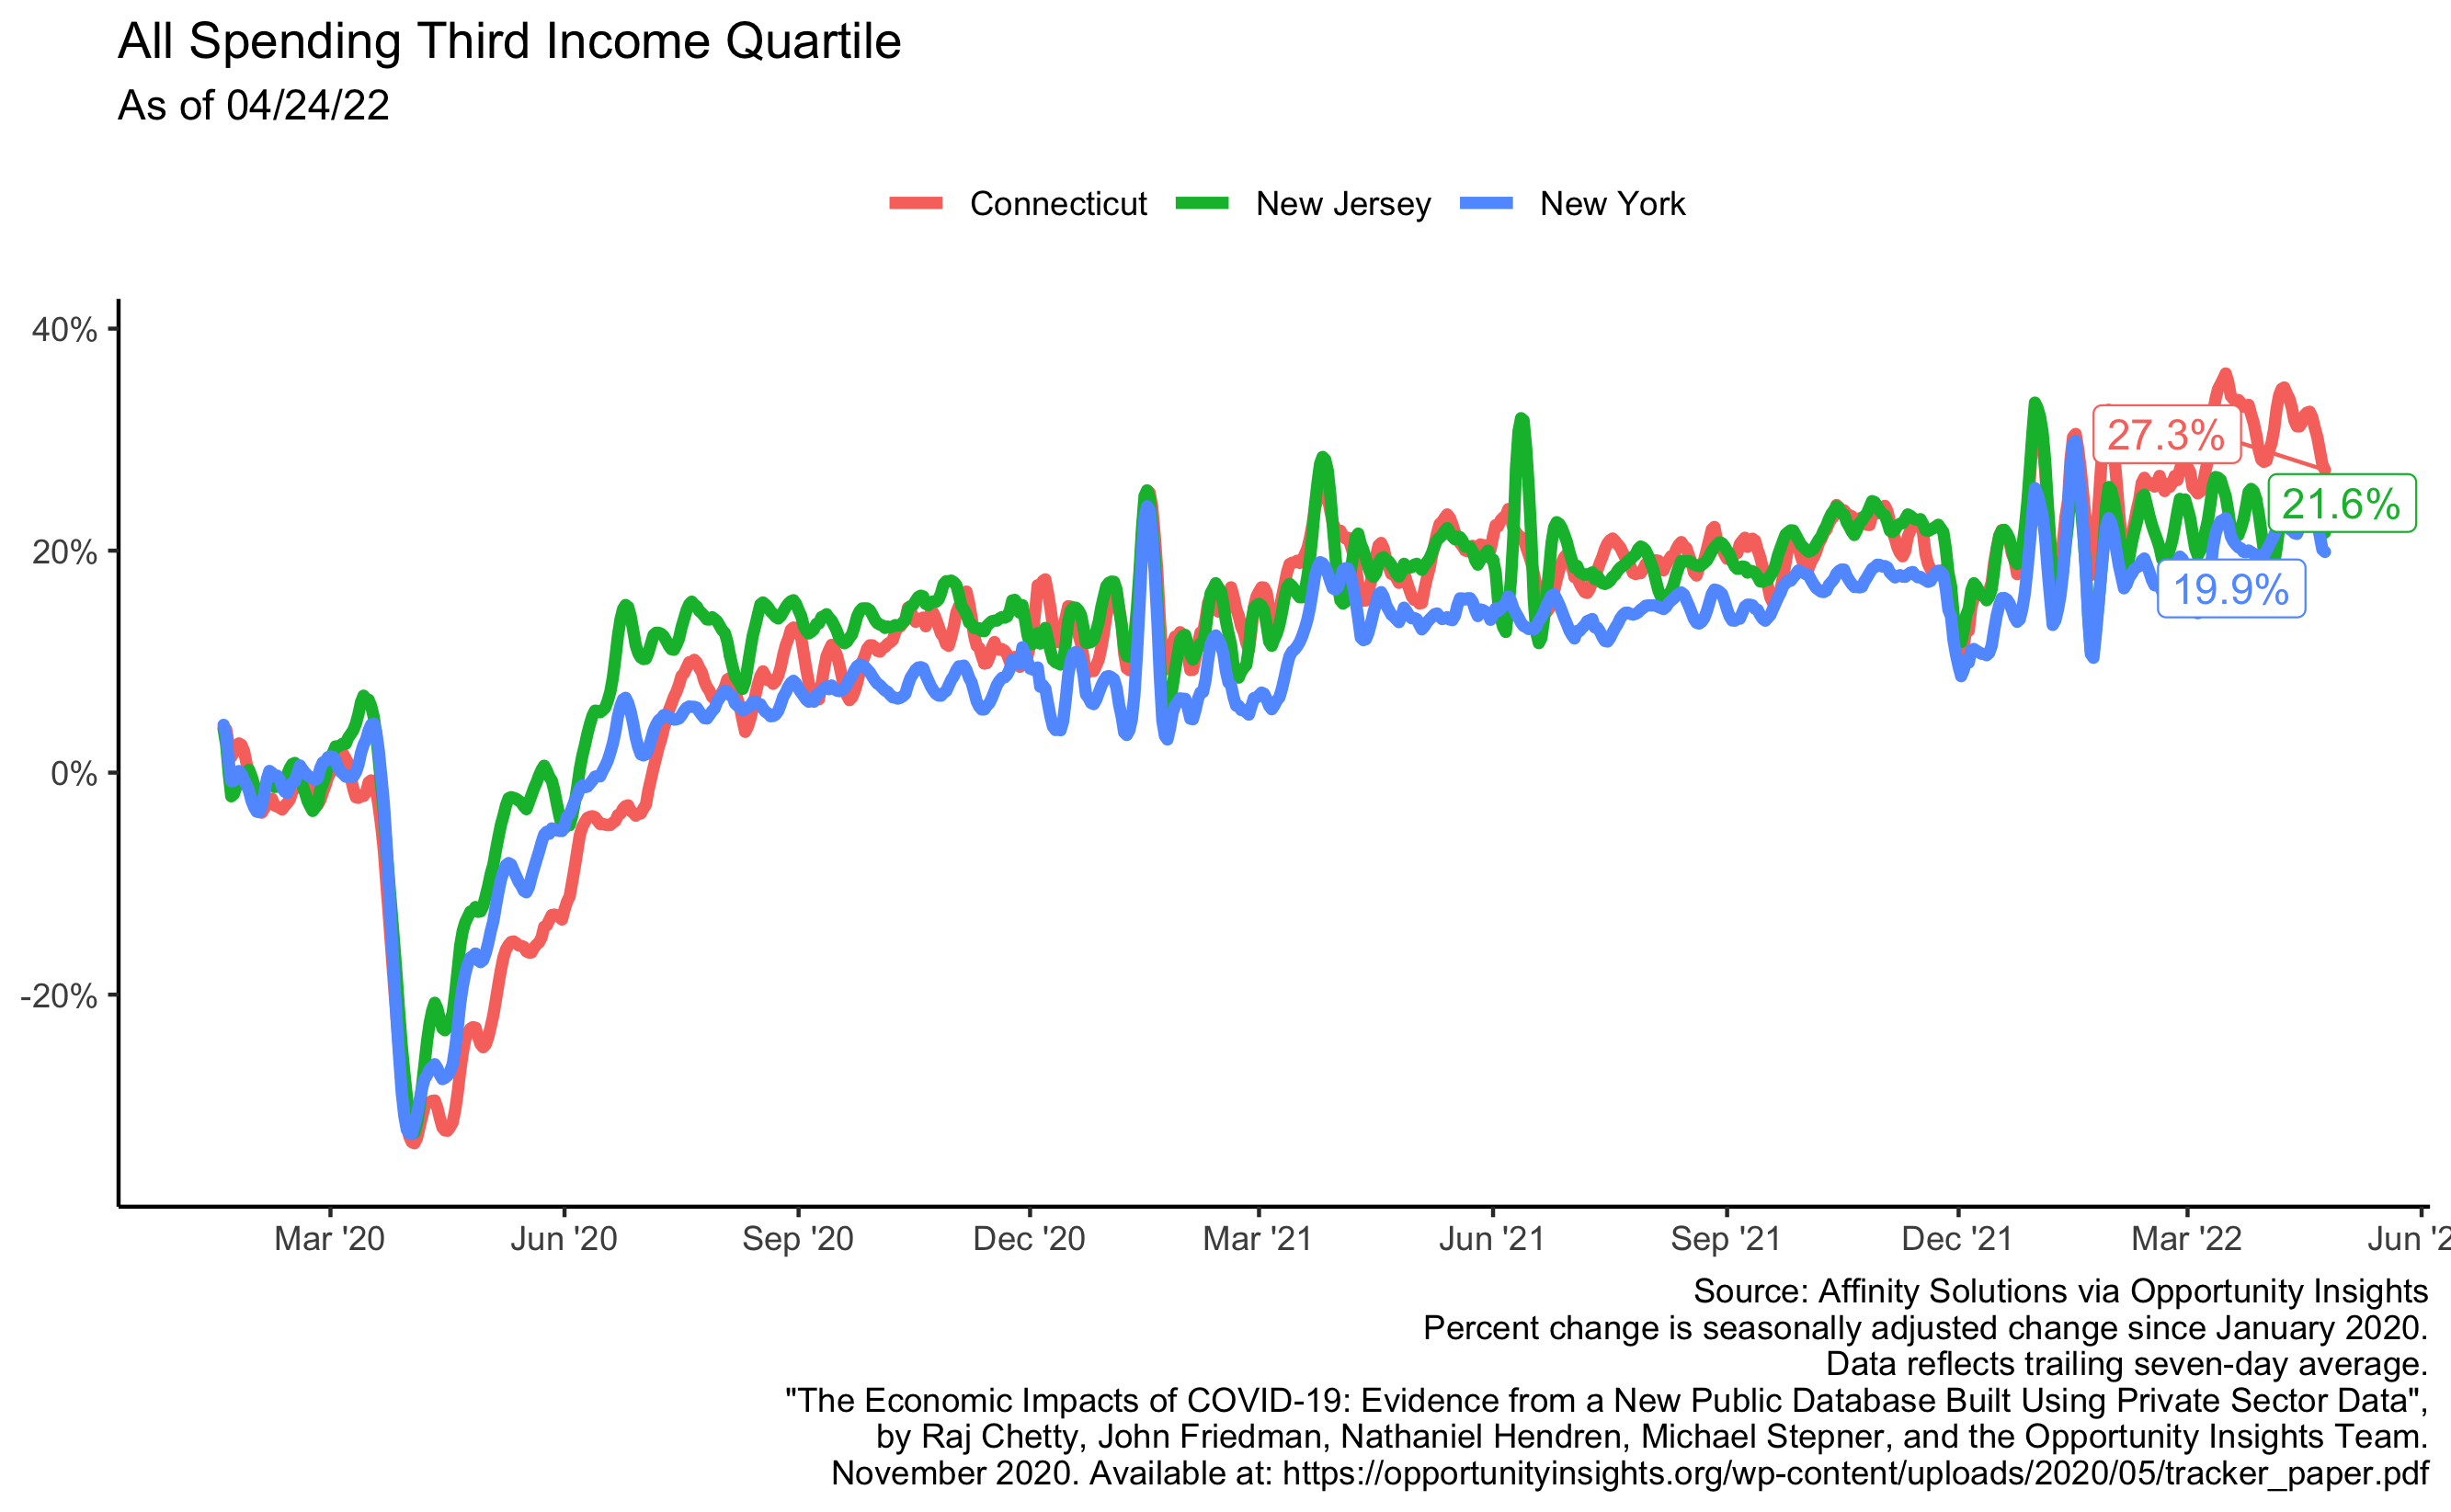 All Spending Third Income Quartile
As of 04/24/22
Connecticut New Jersey New York
40%
20%
0%
-20%
27.3%
21.6%
19.9%
Mar '20 Jun '20 Sep '20 Dec '20 Mar '21 Jun '21 Sep '21 Dec '21 Mar '22 Jun '2
Source: Affinity Solutions via Opportunity Insights
Percent change is seasonally adjusted change since January 2020.
Data reflects trailing seven-day average.
"The Economic Impacts of COVID-19: Evidence from a New Public Database Built Using Private Sector Data",
by Raj Chetty, John Friedman, Nathaniel Hendren, Michael Stepner, and the Opportunity Insights Team.
November 2020. Available at: https://opportunityinsights.org/wp-content/uploads/2020/05/tracker_paper.pdf